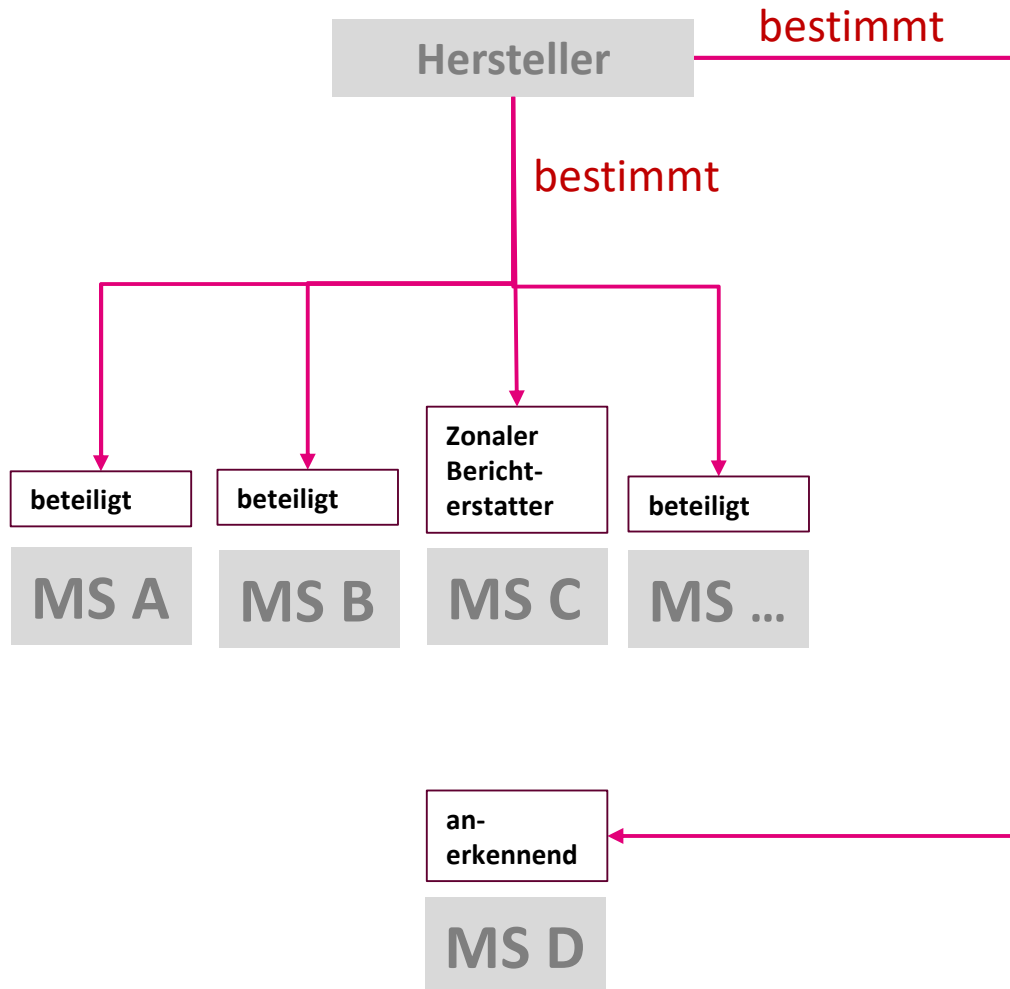 bestimmt
Hersteller
bestimmt
beteiligt
beteiligt
Zonaler
Bericht-
erstatter
beteiligt
MS A
MS B
MS C
MS ...
an-
erkennend
MS D